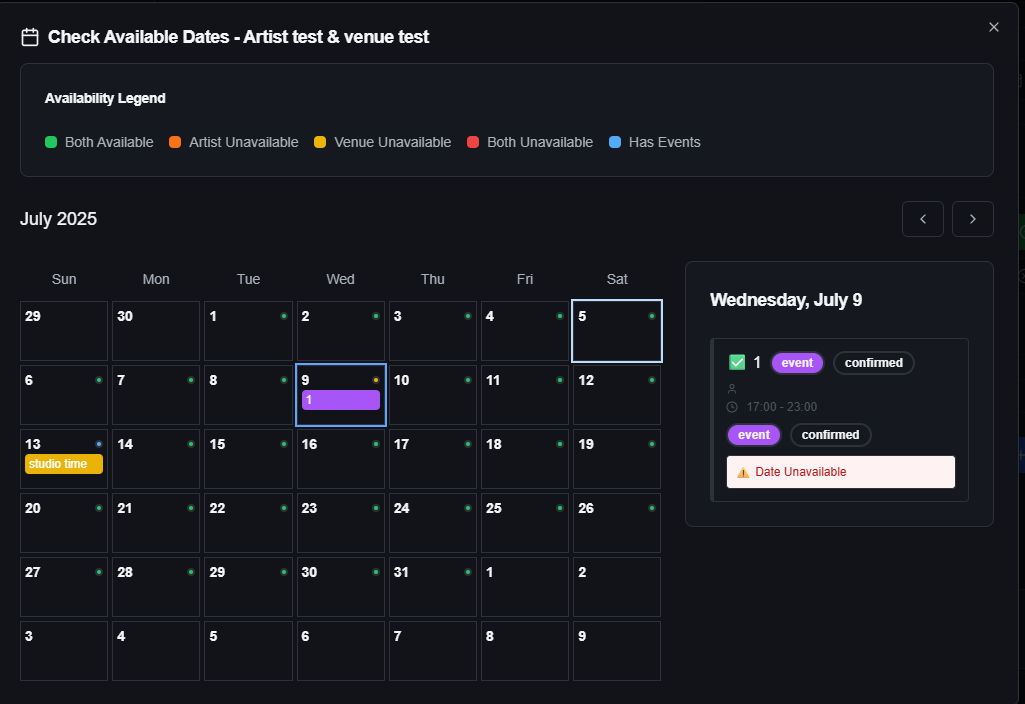 Check Available Dates - Artist test & venue test
Availability Legend
Both Available Artist Unavailable Venue Unavailable Both Unavailable Has Events
July 2025
Sun Mon Tue Wed Thu Fri Sat
29 30 1 2 3 4 5
6 7 8 9 10 11 12
1
13 14 15 16 17 18 19
studio time
20 21 22 23 24 25 26
27 28 29 30 31 1 2
3 4 5 6 7 8 9
Wednesday, July 9
1 event confirmed
17:00 - 23:00
event confirmed
Date Unavailable